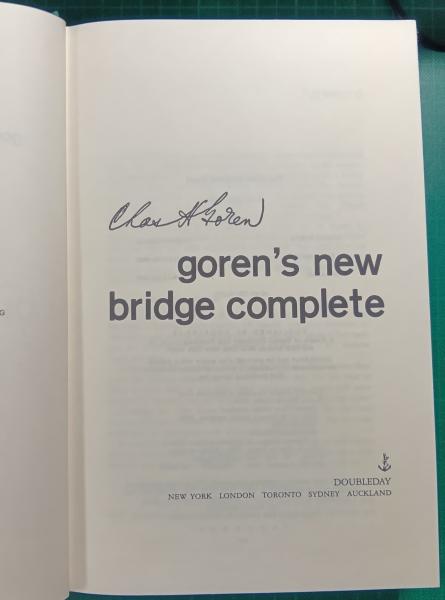 Chas H Goren
goren's new
bridge complete
DOUBLEDAY
NEW YORK LONDON TORONTO SYDNEY AUCKLAND